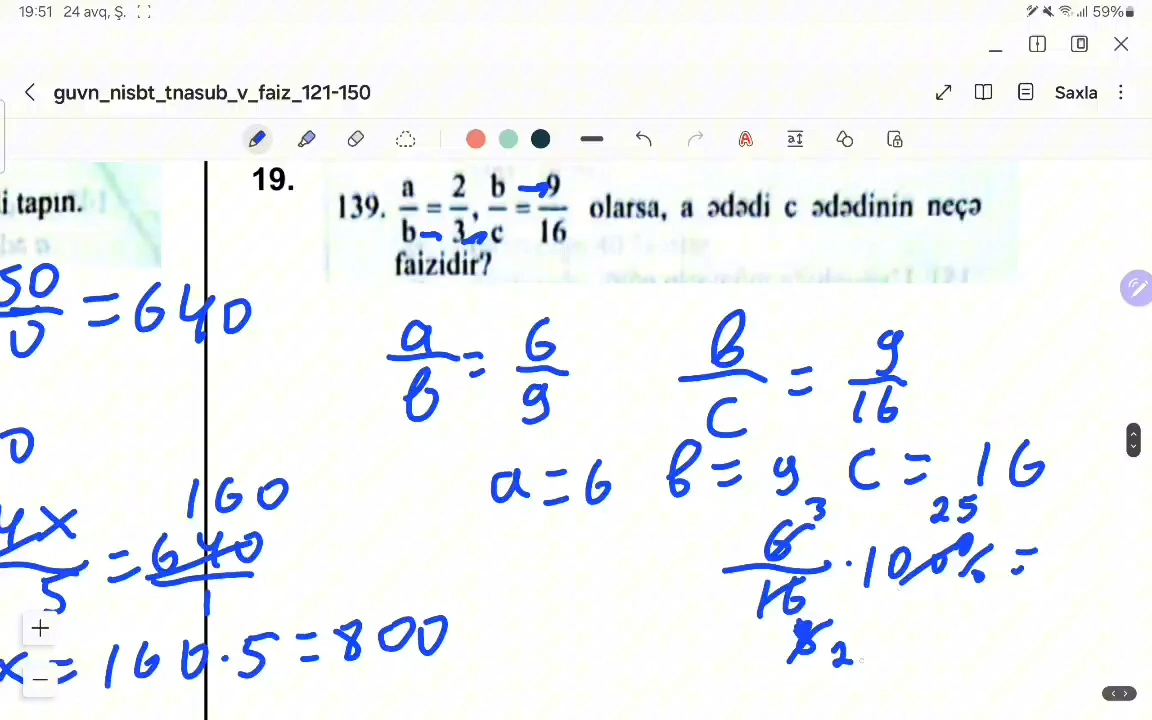 19:51 24 avq, Ş. 59%
guvn_nisbt_tnasub_v_faiz_121-150 Saxla
i tapın.
19.
139. a/b = 2/3, b/c = 9/16 olarsa, a ədədi c ədədinin neçə
faizidir?
50/0 = 640
a/b = 6/9 b/c = 9/16
0
a = 6 b = 9 c = 16
160 3 25
4x/5 = 640/1 6/16 · 100% =
8 2
x = 160 · 5 = 800